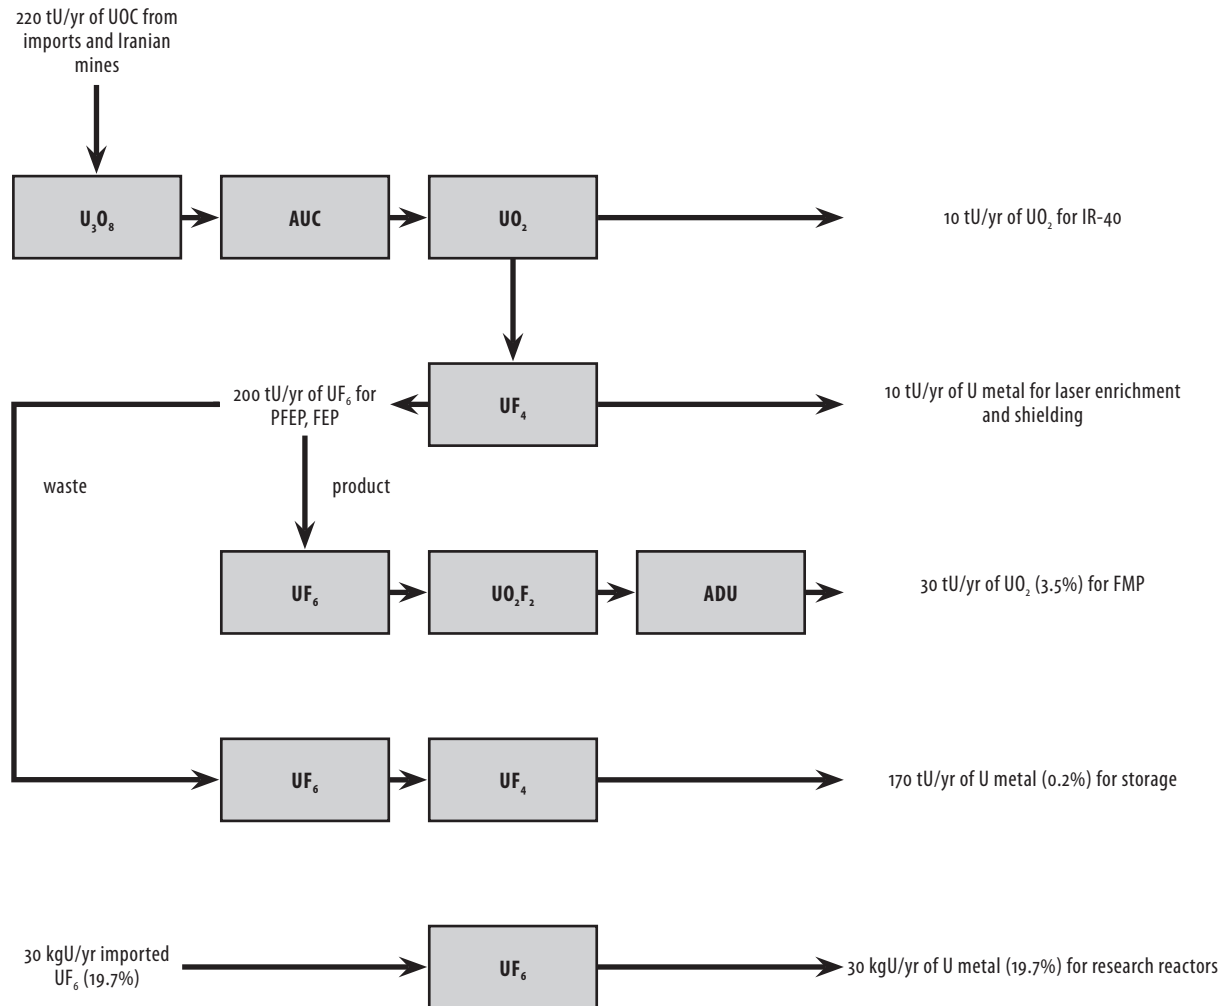 220 tU/yr of UOC from
imports and Iranian
mines
U₃O₈
AUC
UO₂
10 tU/yr of UO₂ for IR-40
200 tU/yr of UF₆ for
PFEP, FEP
UF₄
10 tU/yr of U metal for laser enrichment
and shielding
waste
product
UF₆
UO₂F₂
ADU
30 tU/yr of UO₂ (3.5%) for FMP
UF₆
UF₄
170 tU/yr of U metal (0.2%) for storage
30 kgU/yr imported
UF₆ (19.7%)
UF₆
30 kgU/yr of U metal (19.7%) for research reactors